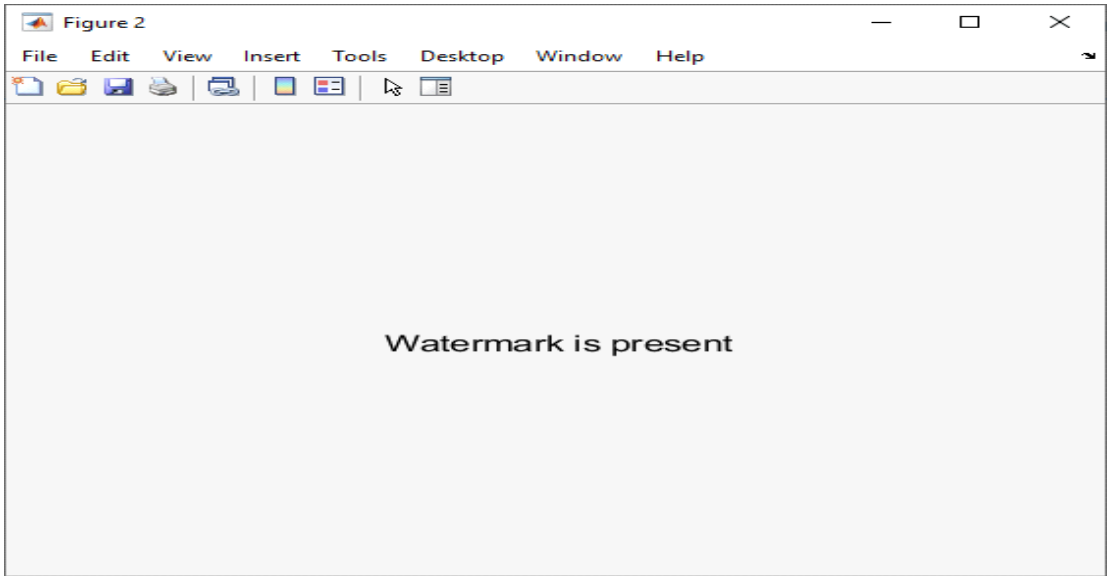 Figure 2
File Edit View Insert Tools Desktop Window Help
Watermark is present